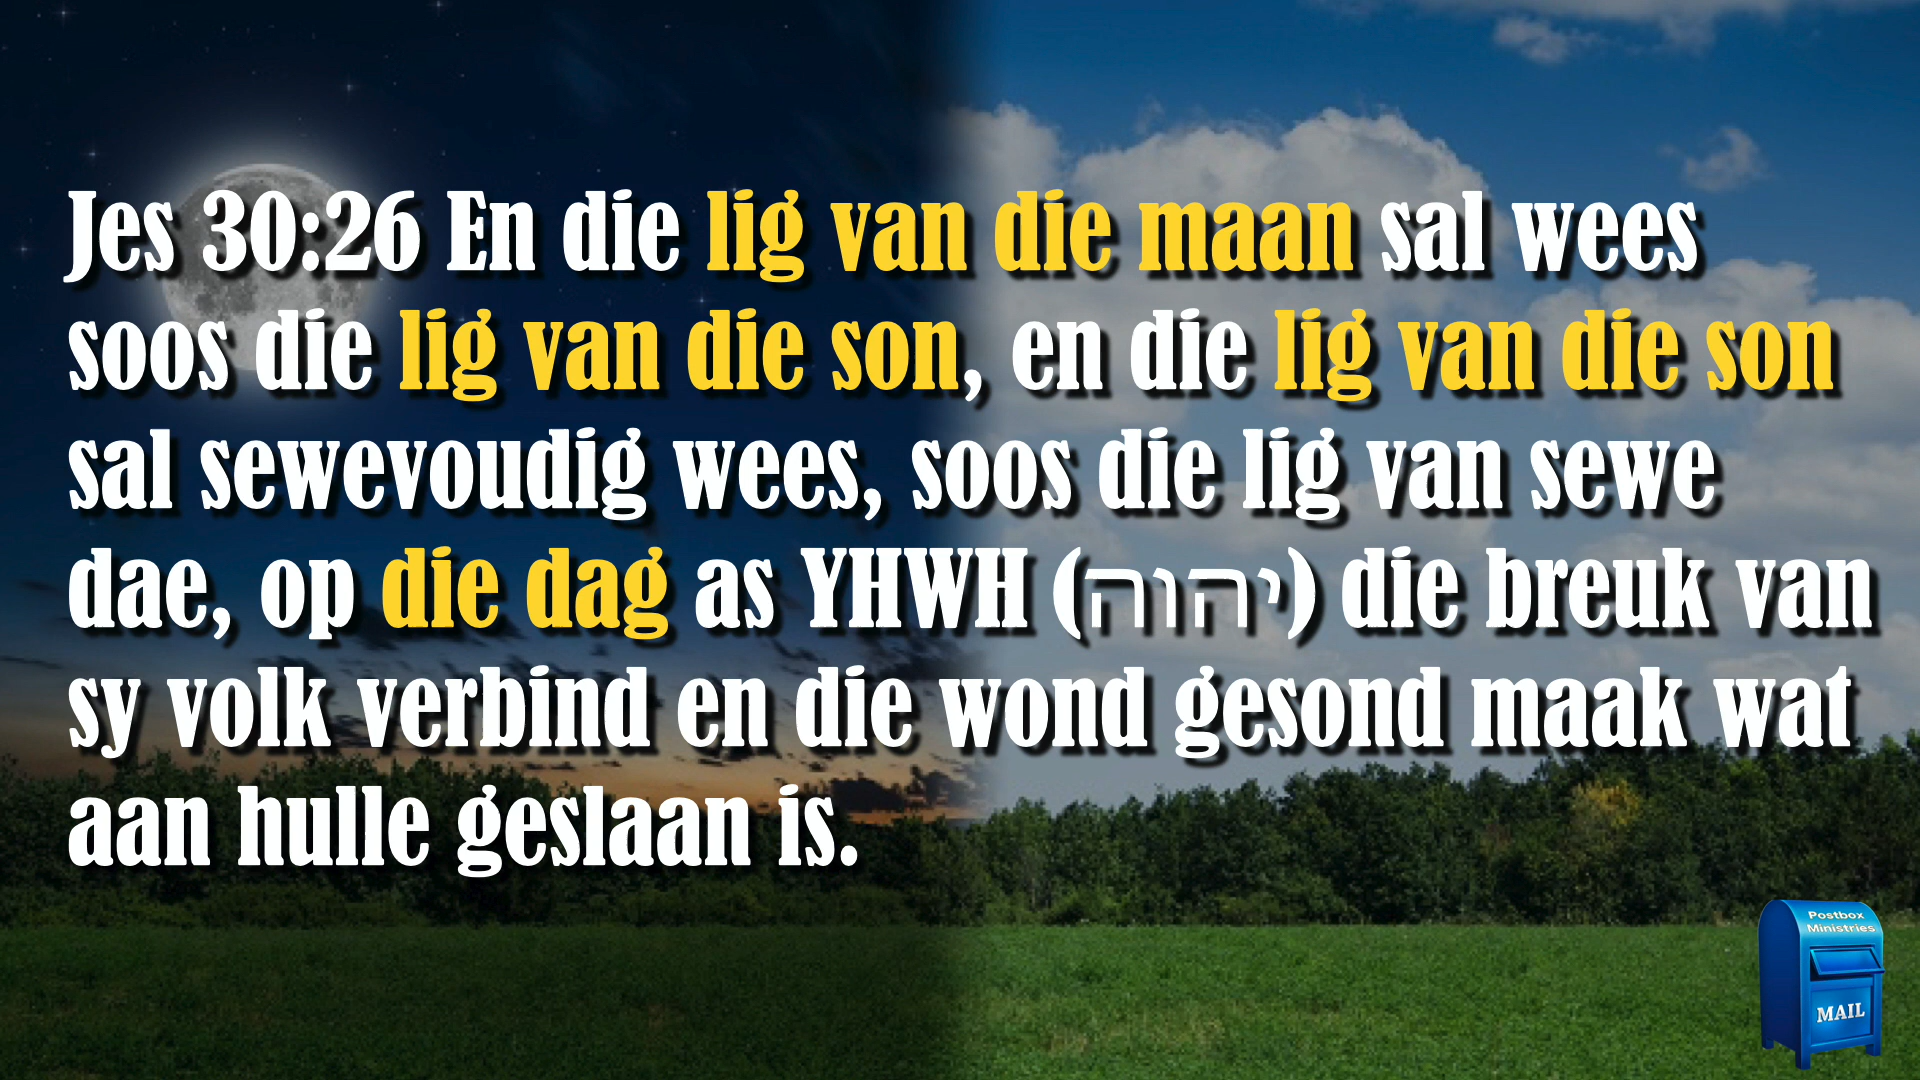 Jes 30:26 En die lig van die maan sal wees
soos die lig van die son, en die lig van die son
sal sewevoudig wees, soos die lig van sewe
dae, op die dag as YHWH (יהוה) die breuk van
sy volk verbind en die wond gesond maak wat
aan hulle geslaan is.
Postbox
Ministries
MAIL